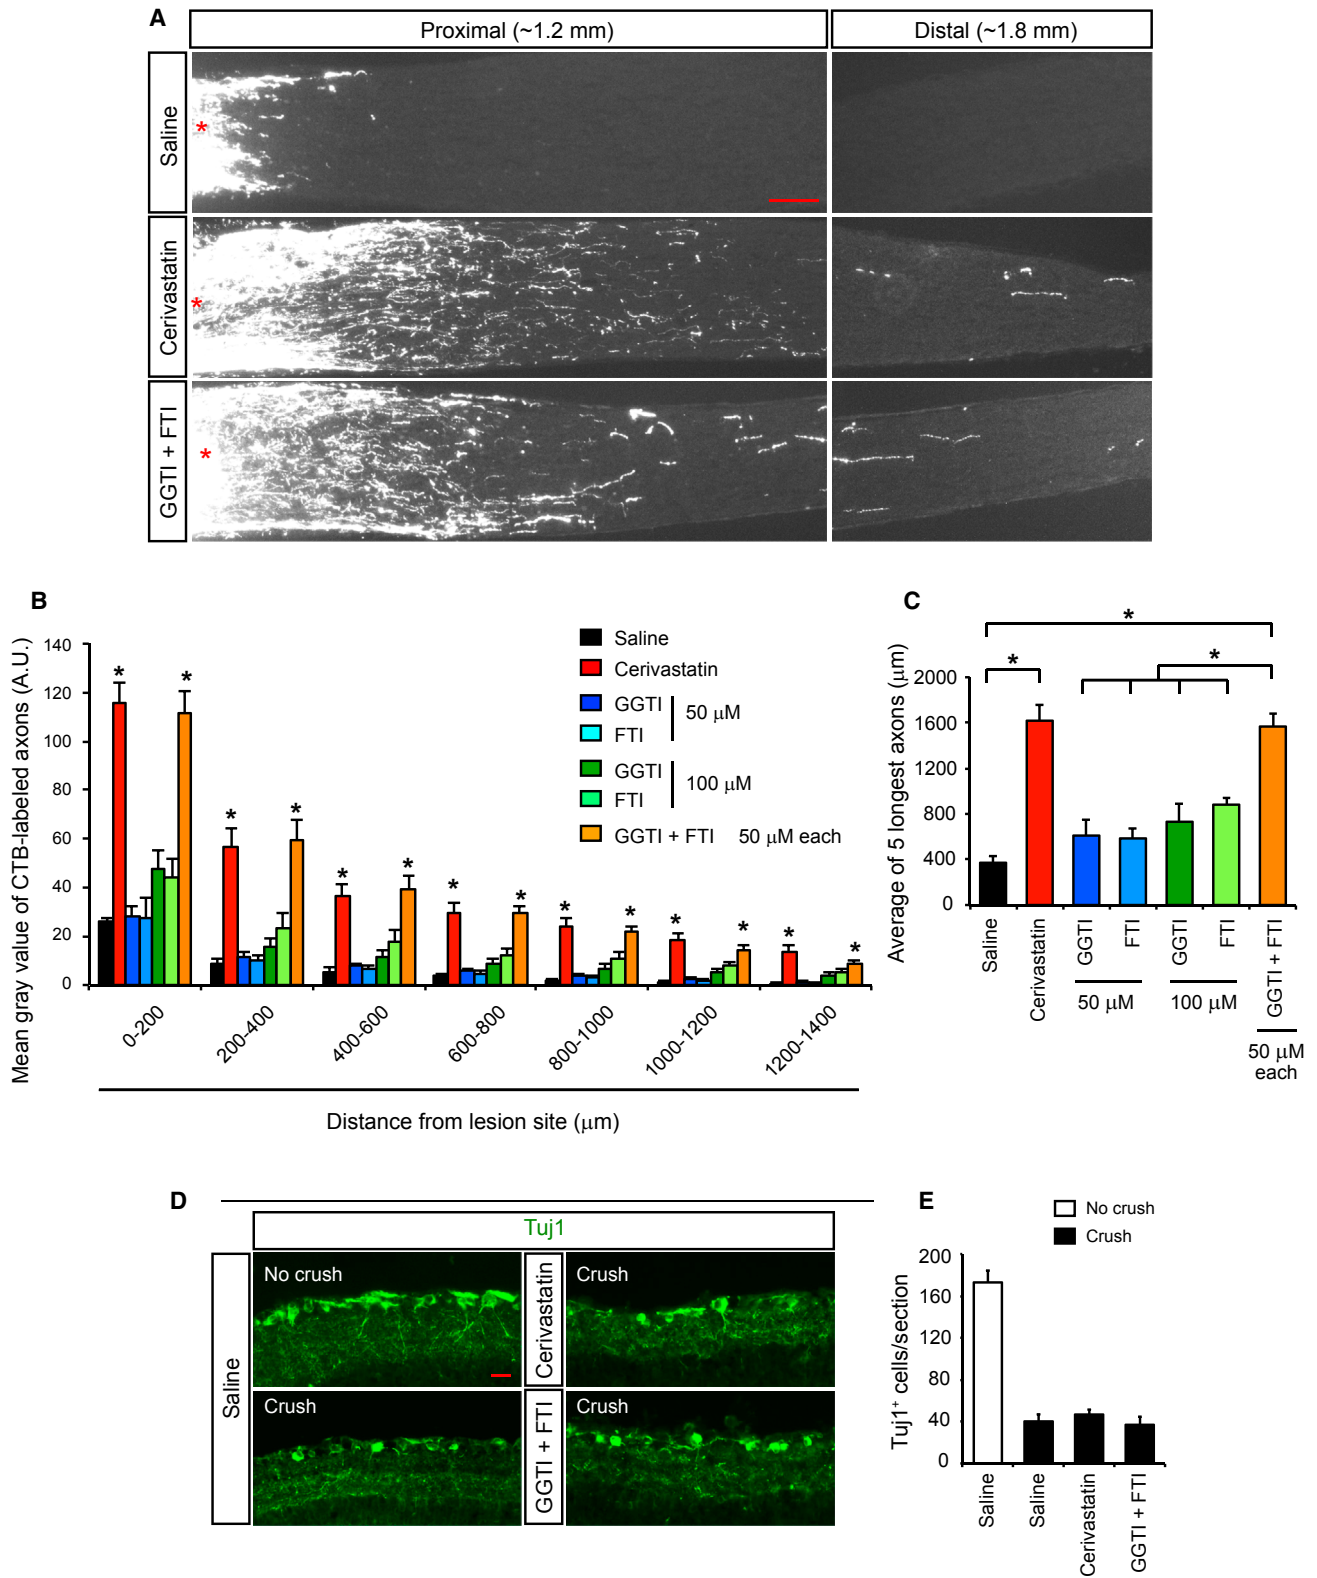 A
Proximal (~1.2 mm)
Distal (~1.8 mm)
Saline
*
Cerivastatin
*
GGTI + FTI
*
B
Mean gray value of CTB-labeled axons (A.U.)
140
120
100
80
60
40
20
0
* *
* *
* *
* *
* *
* *
* *
Saline
Cerivastatin
GGTI
FTI
50 μM
GGTI
FTI
100 μM
GGTI + FTI 50 μM each
0-200
200-400
400-600
600-800
800-1000
1000-1200
1200-1400
Distance from lesion site (μm)
C
Average of 5 longest axons (μm)
2000
1600
1200
800
400
0
*
*
*
Saline
Cerivastatin
GGTI
FTI
GGTI
FTI
GGTI + FTI
50 μM
100 μM
50 μM
each
D
Tuj1
Saline
No crush
Crush
Cerivastatin
Crush
GGTI + FTI
Crush
E
No crush
Crush
Tuj1⁺ cells/section
200
160
120
80
40
0
Saline
Saline
Cerivastatin
GGTI + FTI